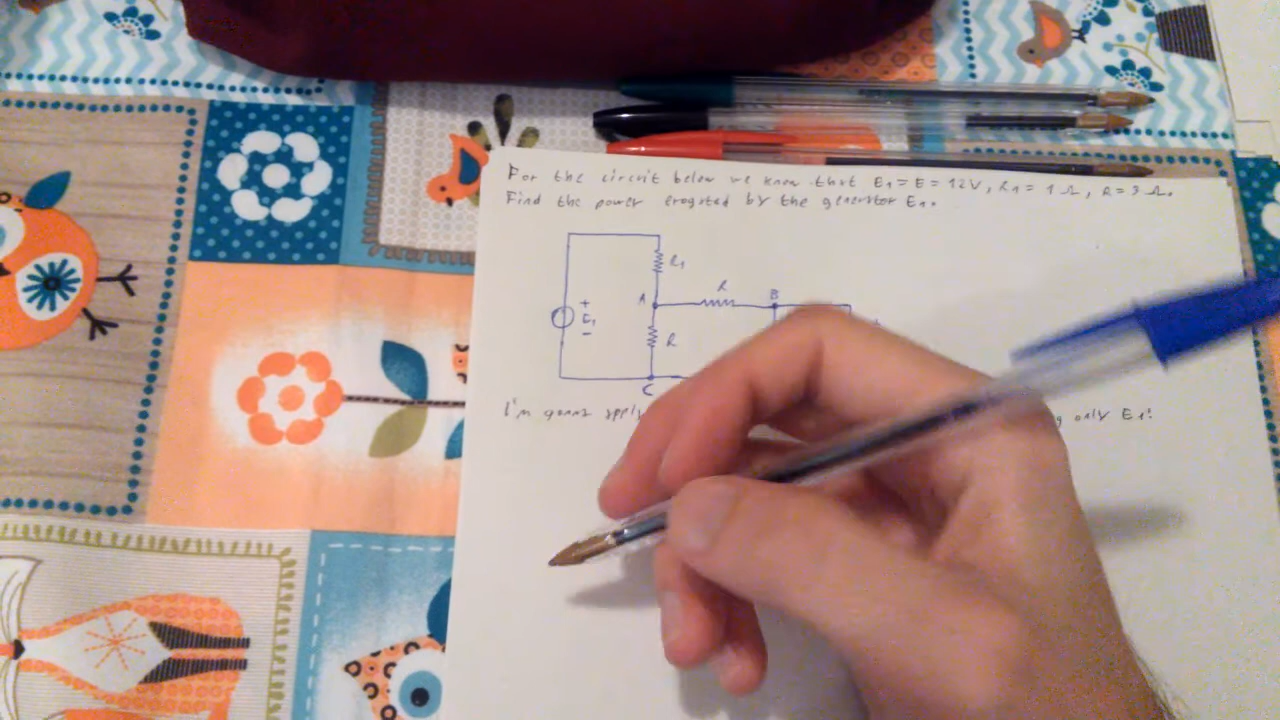 For the circuit below we know that E1 = E = 12V, R1 = 1 Ω, R = 3 Ω.
Find the power erogated by the generator E1.
R1
A R B
+
E1
-
R
C
I'm gonna apply only E1: